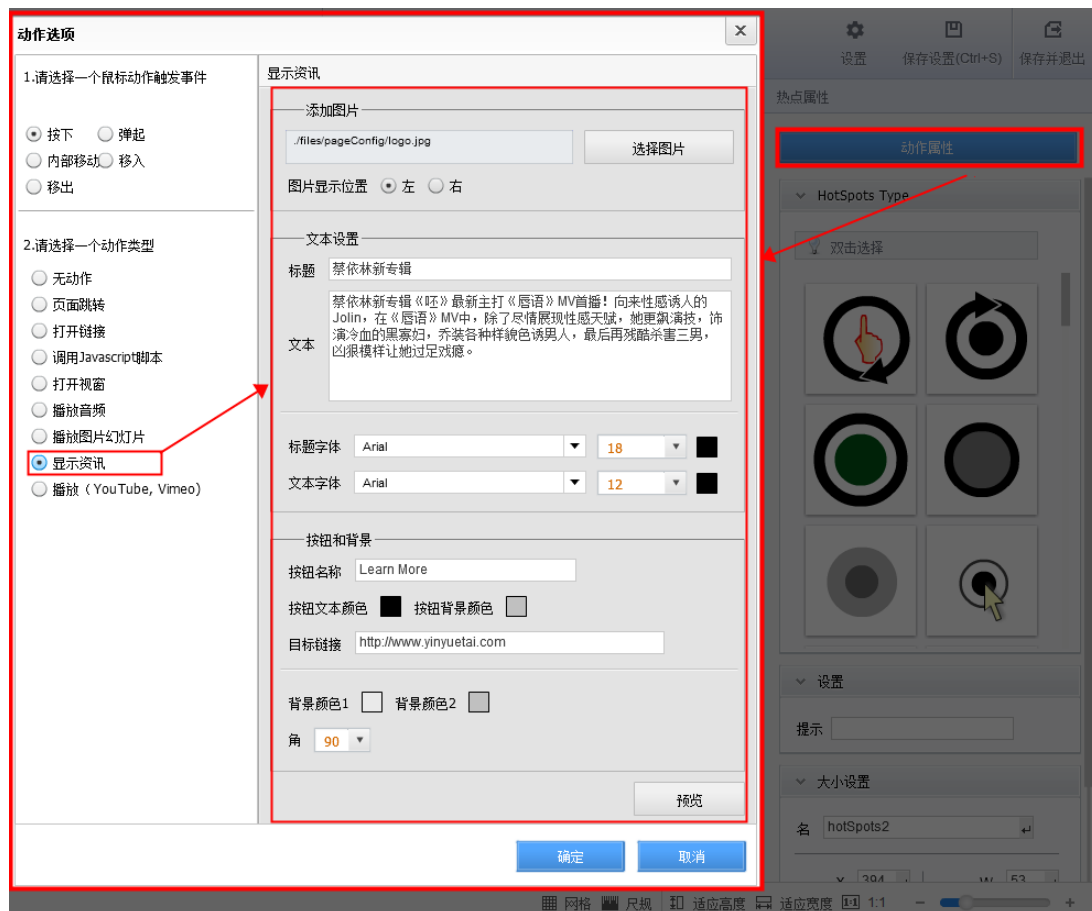 动作选项
1.请选择一个鼠标动作触发事件
按下 弹起
内部移动 移入
移出
2.请选择一个动作类型
无动作
页面跳转
打开链接
调用Javascript脚本
打开视窗
播放音频
播放图片幻灯片
显示资讯
播放（YouTube, Vimeo)
显示资讯
添加图片
./files/pageConfig/logo.jpg 选择图片
图片显示位置 左 右
文本设置
标题 蔡依林新专辑
文本
蔡依林新专辑《呸》最新主打《唇语》MV首播！向来性感诱人的
Jolin，在《唇语》MV中，除了尽情展现性感天赋，她更飙演技，饰
演冷血的黑寡妇，乔装各种样貌色诱男人，最后再残酷杀害三男，
凶狠模样让她过足戏瘾。
标题字体 Arial 18
文本字体 Arial 12
按钮和背景
按钮名称 Learn More
按钮文本颜色 按钮背景颜色
目标链接 http://www.yinyuetai.com
背景颜色1 背景颜色2
角 90
预览
确定 取消
设置 保存设置(Ctrl+S) 保存并退出
热点属性
动作属性
HotSpots Type
双击选择
设置
提示
大小设置
名 hotSpots2
X 394 W 53
网格 尺规 适应高度 适应宽度 1:1 1:1 − +